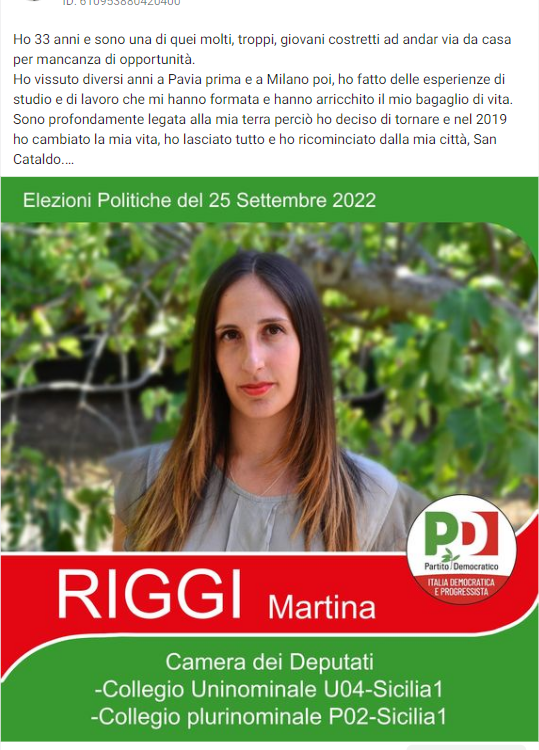 ID: 610953880420400
Ho 33 anni e sono una di quei molti, troppi, giovani costretti ad andar via da casa
per mancanza di opportunità.
Ho vissuto diversi anni a Pavia prima e a Milano poi, ho fatto delle esperienze di
studio e di lavoro che mi hanno formata e hanno arricchito il mio bagaglio di vita.
Sono profondamente legata alla mia terra perciò ho deciso di tornare e nel 2019
ho cambiato la mia vita, ho lasciato tutto e ho ricominciato dalla mia città, San
Cataldo....
Elezioni Politiche del 25 Settembre 2022
PD
Partito Democratico
ITALIA DEMOCRATICA
E PROGRESSISTA
RIGGI Martina
Camera dei Deputati
-Collegio Uninominale U04-Sicilia1
-Collegio plurinominale P02-Sicilia1